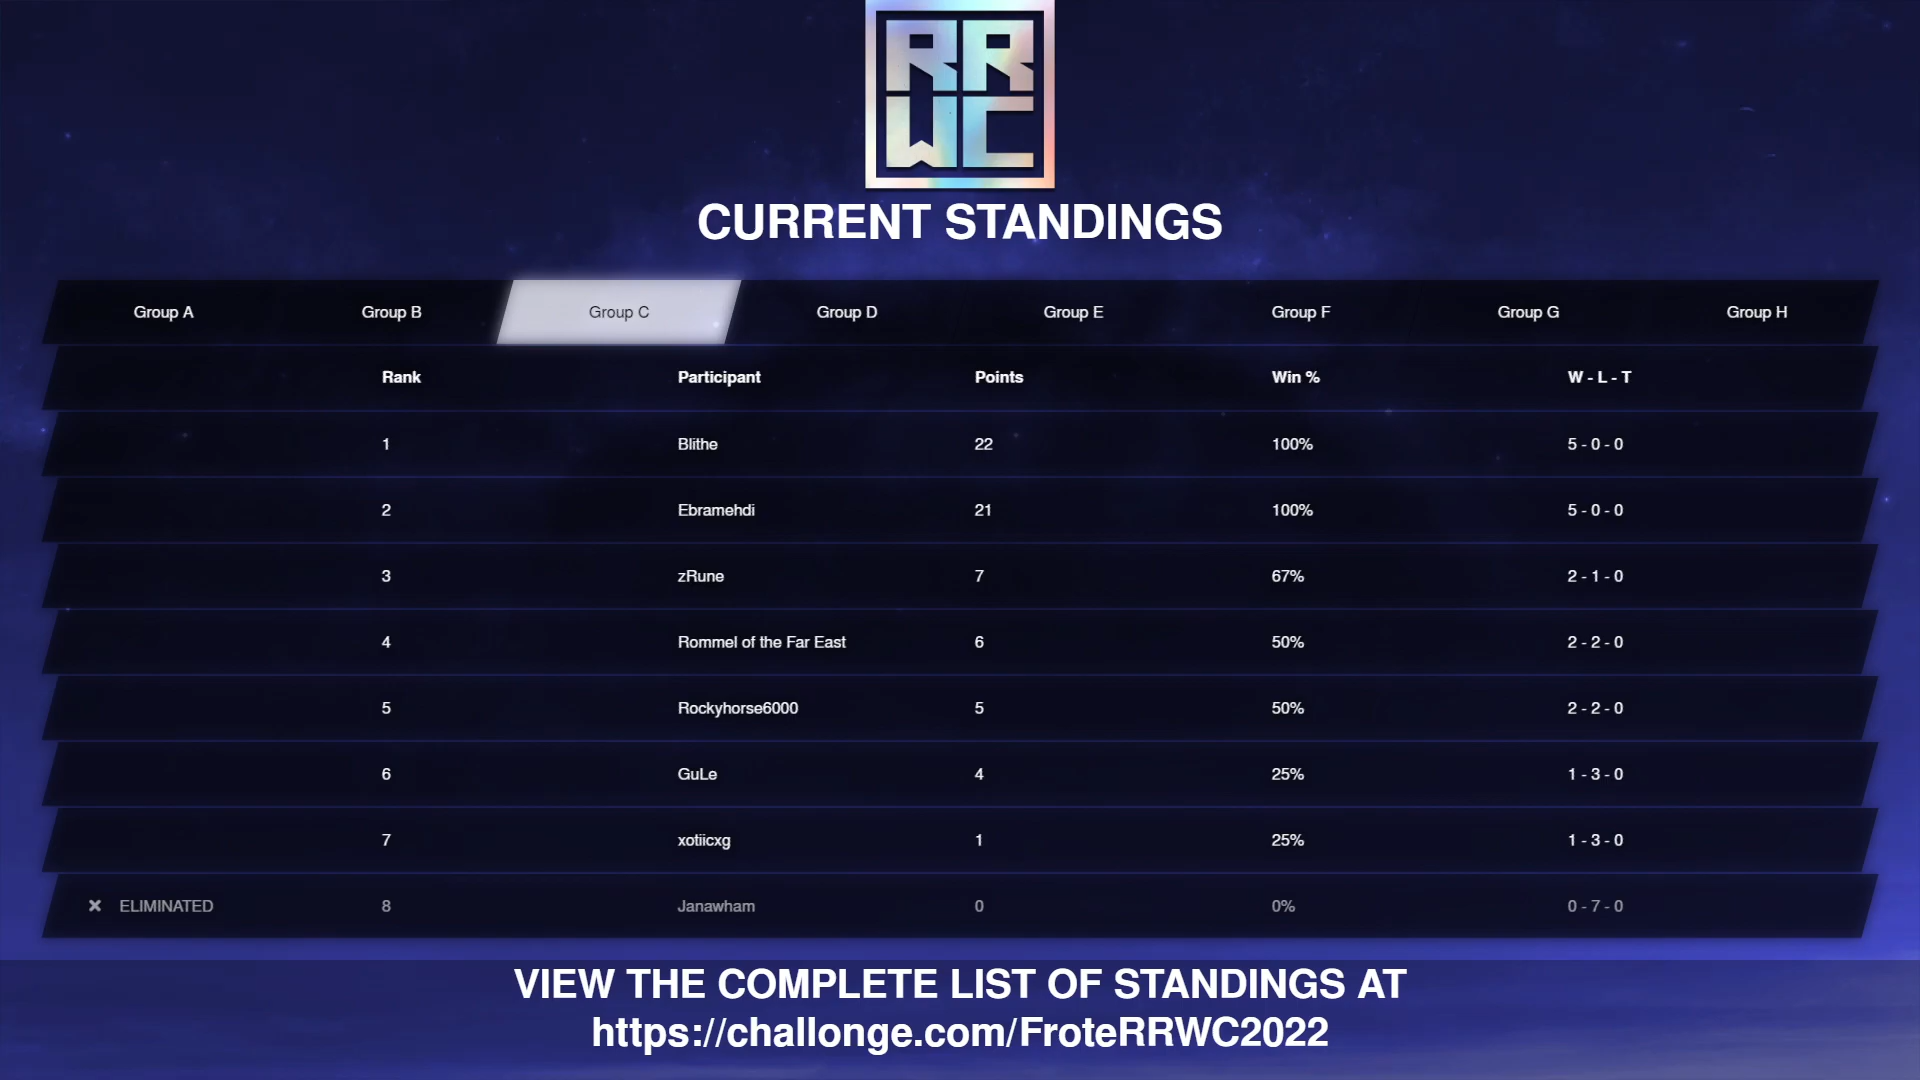 RR
WC
CURRENT STANDINGS
Group A Group B Group C Group D Group E Group F Group G Group H
Rank Participant Points Win % W - L - T
1 Blithe 22 100% 5 - 0 - 0
2 Ebramehdi 21 100% 5 - 0 - 0
3 zRune 7 67% 2 - 1 - 0
4 Rommel of the Far East 6 50% 2 - 2 - 0
5 Rockyhorse6000 5 50% 2 - 2 - 0
6 GuLe 4 25% 1 - 3 - 0
7 xotiicxg 1 25% 1 - 3 - 0
✕ ELIMINATED 8 Janawham 0 0% 0 - 7 - 0
VIEW THE COMPLETE LIST OF STANDINGS AT
https://challonge.com/FroteRRWC2022